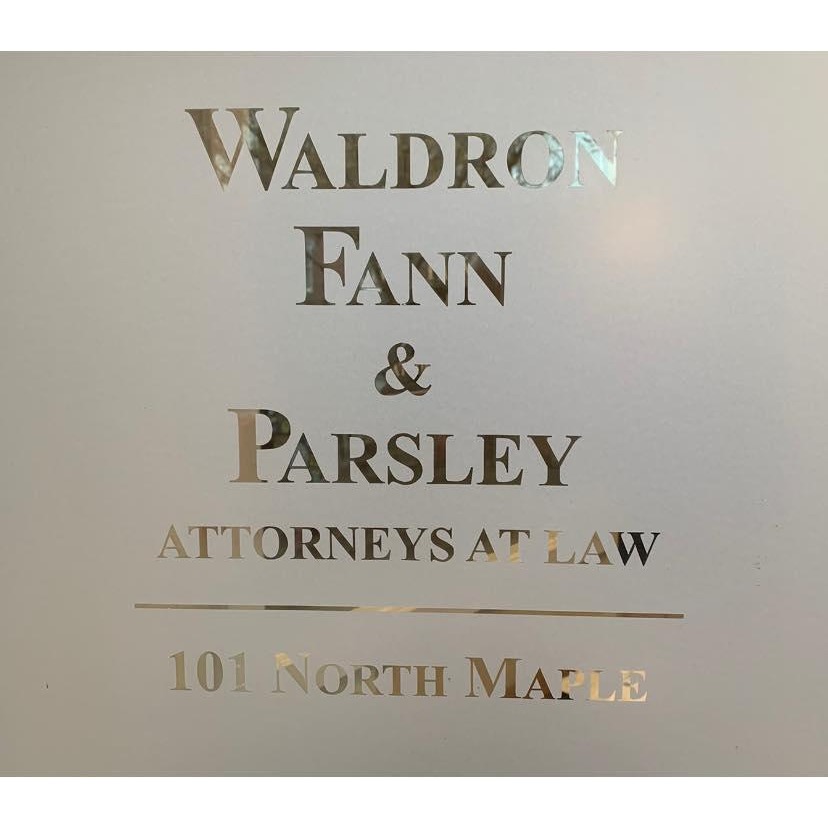 WALDRON
FANN
&
PARSLEY
ATTORNEYS AT LAW
101 NORTH MAPLE